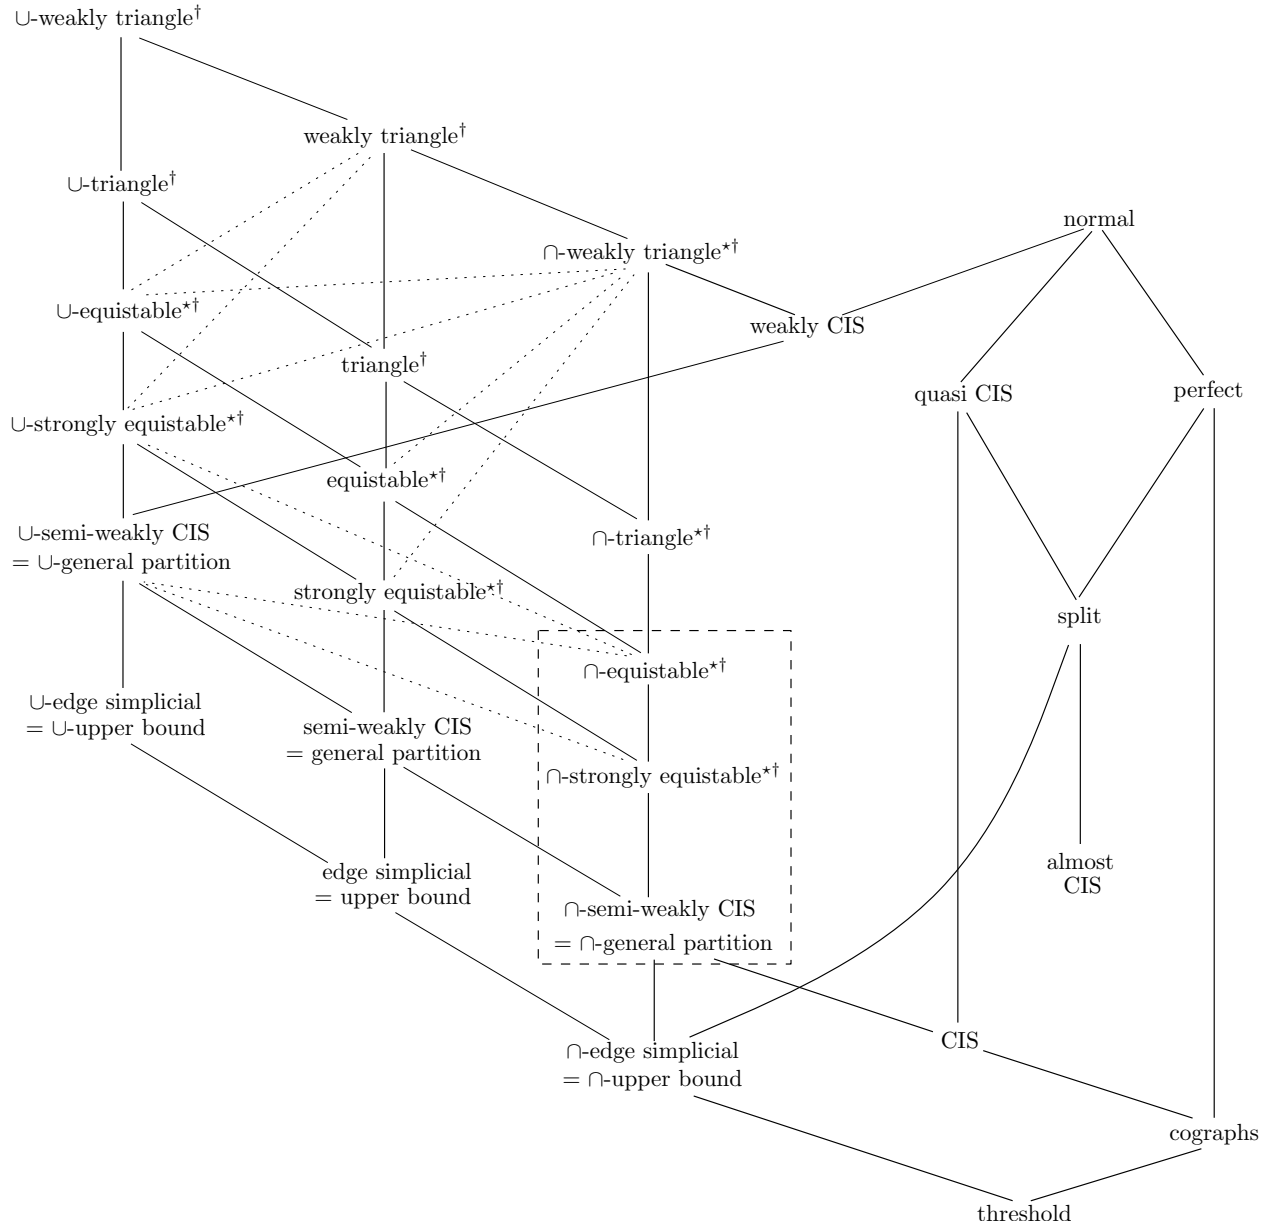 ∪-weakly triangle†
weakly triangle†
∪-triangle†
normal
∩-weakly triangle⋆†
∪-equistable⋆†
weakly CIS
triangle†
quasi CIS
perfect
∪-strongly equistable⋆†
equistable⋆†
∪-semi-weakly CIS
= ∪-general partition
∩-triangle⋆†
strongly equistable⋆†
split
∩-equistable⋆†
∪-edge simplicial
= ∪-upper bound
semi-weakly CIS
= general partition
∩-strongly equistable⋆†
edge simplicial
= upper bound
almost
CIS
∩-semi-weakly CIS
= ∩-general partition
CIS
∩-edge simplicial
= ∩-upper bound
cographs
threshold